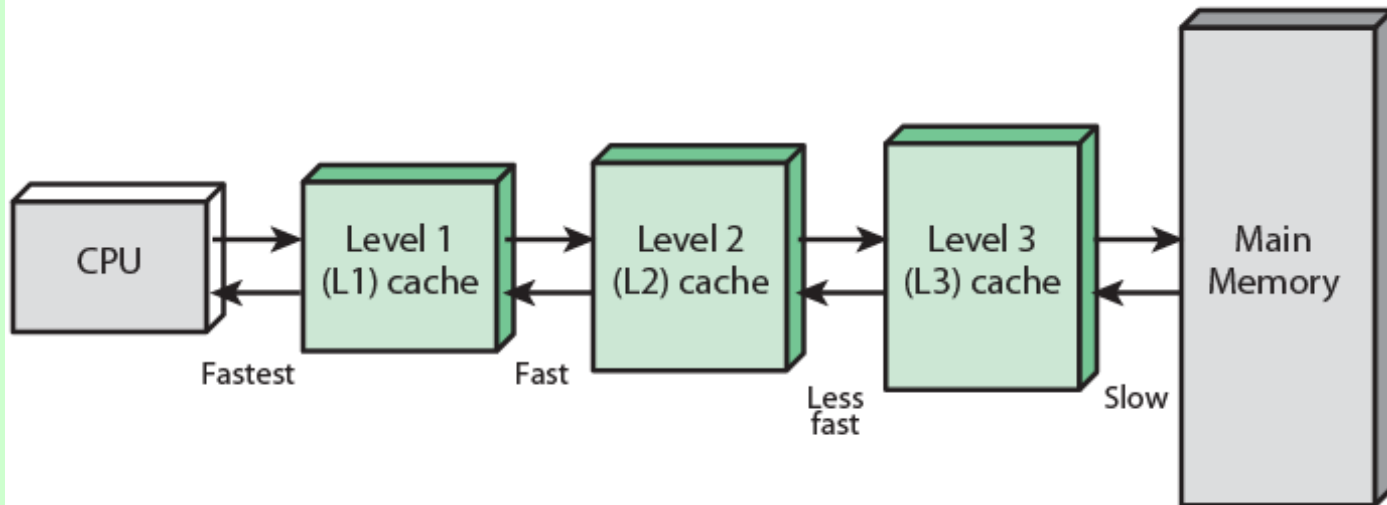 CPU
Level 1
(L1) cache
Level 2
(L2) cache
Level 3
(L3) cache
Main
Memory
Fastest
Fast
Less
fast
Slow